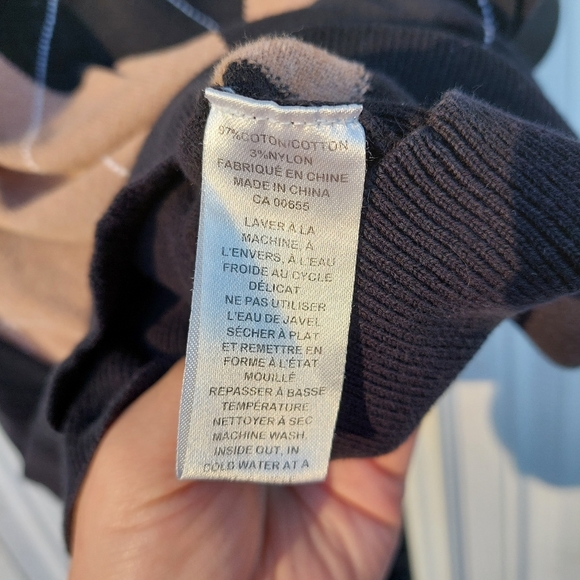 97%COTON/COTTON
3%NYLON
FABRIQUÉ EN CHINE
MADE IN CHINA
CA 00655
LAVER À LA
MACHINE, À
L'ENVERS, À L'EAU
FROIDE AU CYCLE
DÉLICAT
NE PAS UTILISER
L'EAU DE JAVEL
SÉCHER À PLAT
ET REMETTRE EN
FORME À L'ÉTAT
MOUILLÉ
REPASSER À BASSE
TEMPÉRATURE
NETTOYER À SEC
MACHINE WASH,
INSIDE OUT, IN
COLD WATER AT A